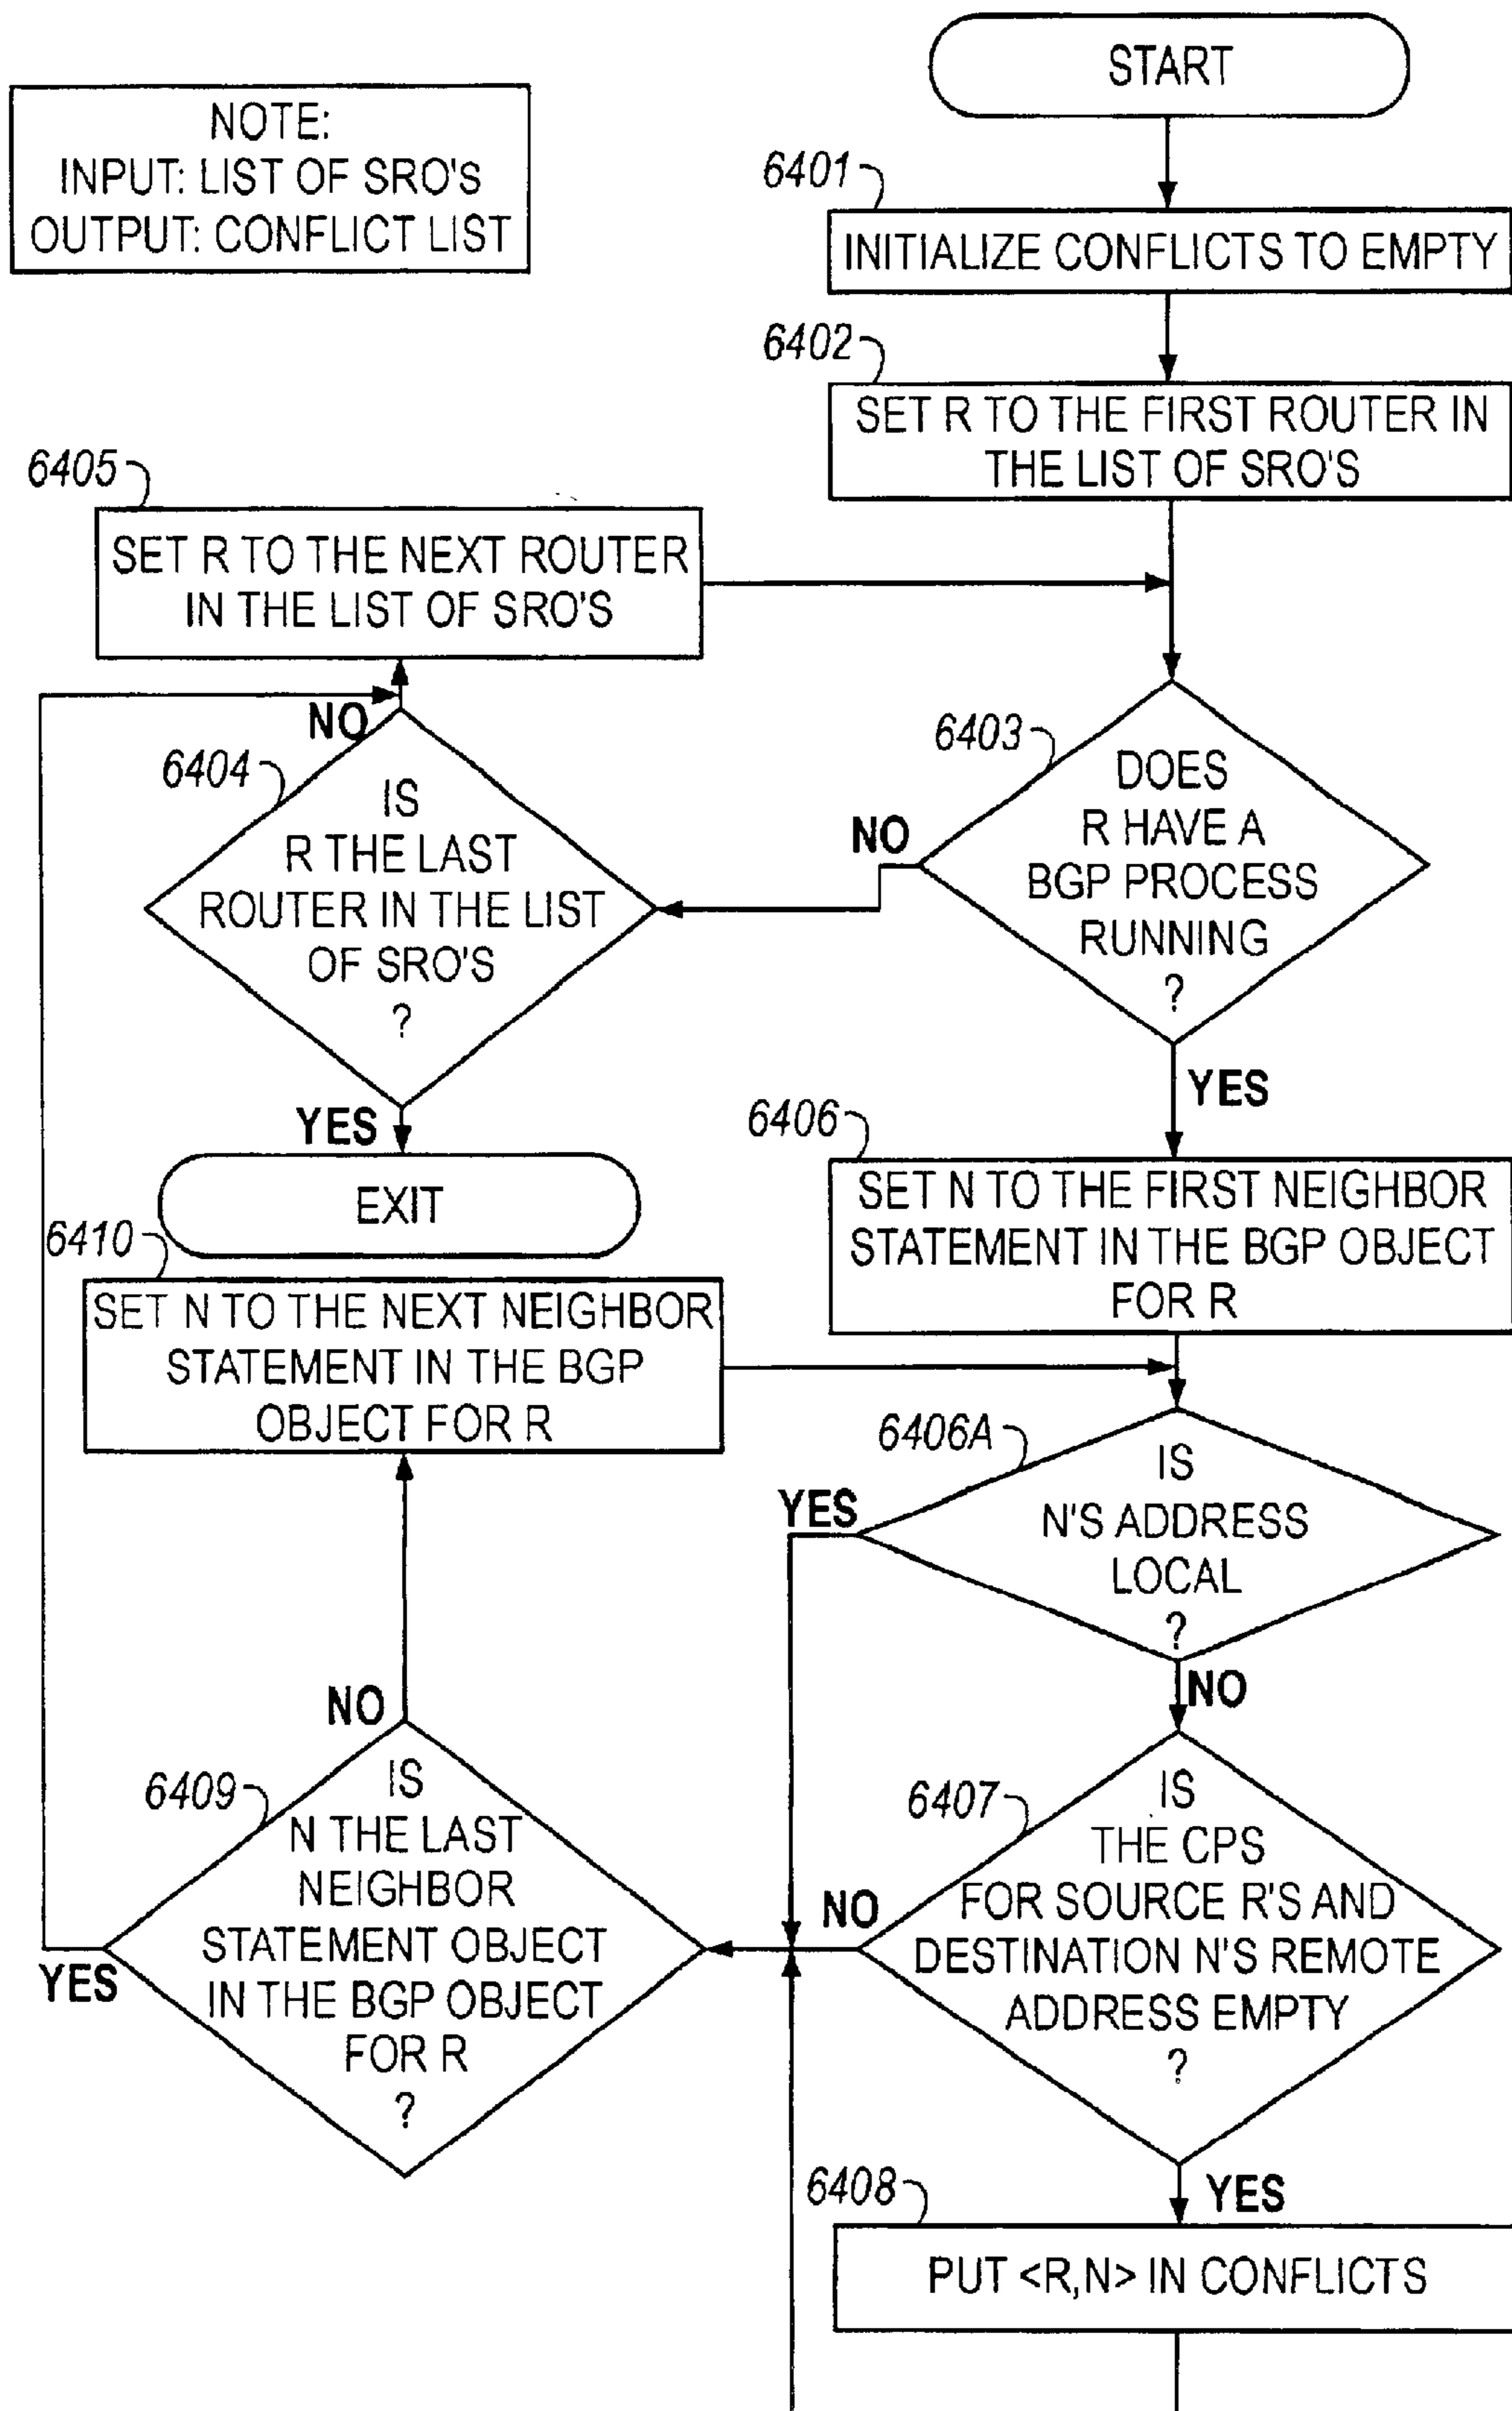 START
NOTE:
INPUT: LIST OF SRO's
OUTPUT: CONFLICT LIST
6401
INITIALIZE CONFLICTS TO EMPTY
6402
SET R TO THE FIRST ROUTER IN
THE LIST OF SRO'S
6405
SET R TO THE NEXT ROUTER
IN THE LIST OF SRO'S
6403
DOES
R HAVE A
BGP PROCESS
RUNNING
?
NO
YES
NO
6404
IS
R THE LAST
ROUTER IN THE LIST
OF SRO'S
?
YES
EXIT
6406
SET N TO THE FIRST NEIGHBOR
STATEMENT IN THE BGP OBJECT
FOR R
6410
SET N TO THE NEXT NEIGHBOR
STATEMENT IN THE BGP
OBJECT FOR R
6406A
IS
N'S ADDRESS
LOCAL
?
YES
NO
6407
IS
THE CPS
FOR SOURCE R'S AND
DESTINATION N'S REMOTE
ADDRESS EMPTY
?
NO
YES
NO
6409
IS
N THE LAST
NEIGHBOR
STATEMENT OBJECT
IN THE BGP OBJECT
FOR R
?
YES
6408
PUT <R,N> IN CONFLICTS